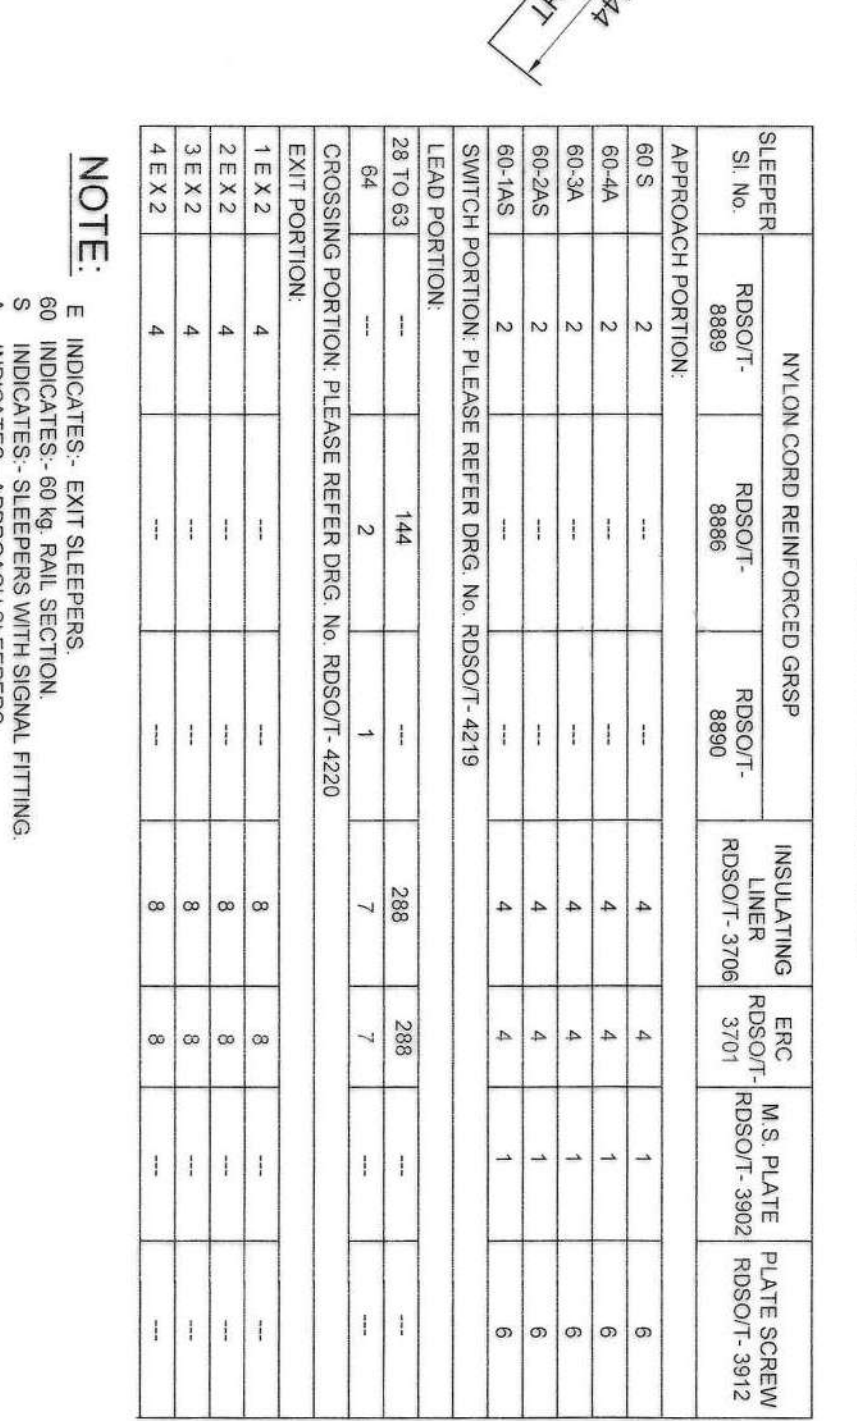 44
HT
SLEEPER Sl. No. NYLON CORD REINFORCED GRSP INSULATING LINER RDSO/T- 3706 ERC RDSO/T- 3701 M.S. PLATE RDSO/T- 3902 PLATE SCREW RDSO/T- 3912
RDSO/T- 8889 RDSO/T- 8886 RDSO/T- 8890
APPROACH PORTION:
60 S 2 --- --- 4 4 1 6
60-4A 2 --- --- 4 4 1 6
60-3A 2 --- --- 4 4 1 6
60-2AS 2 --- --- 4 4 1 6
60-1AS 2 --- --- 4 4 1 6
SWITCH PORTION: PLEASE REFER DRG. No. RDSO/T- 4219
LEAD PORTION:
28 TO 63 --- 144 --- 288 288 --- ---
64 --- 2 1 7 7 --- ---
CROSSING PORTION: PLEASE REFER DRG. No. RDSO/T- 4220
EXIT PORTION:
1 E X 2 4 --- --- 8 8 --- ---
2 E X 2 4 --- --- 8 8 --- ---
3 E X 2 4 --- --- 8 8 --- ---
4 E X 2 4 --- --- 8 8 --- ---
NOTE:
E INDICATES:- EXIT SLEEPERS.
60 INDICATES:- 60 kg. RAIL SECTION.
S INDICATES:- SLEEPERS WITH SIGNAL FITTING.